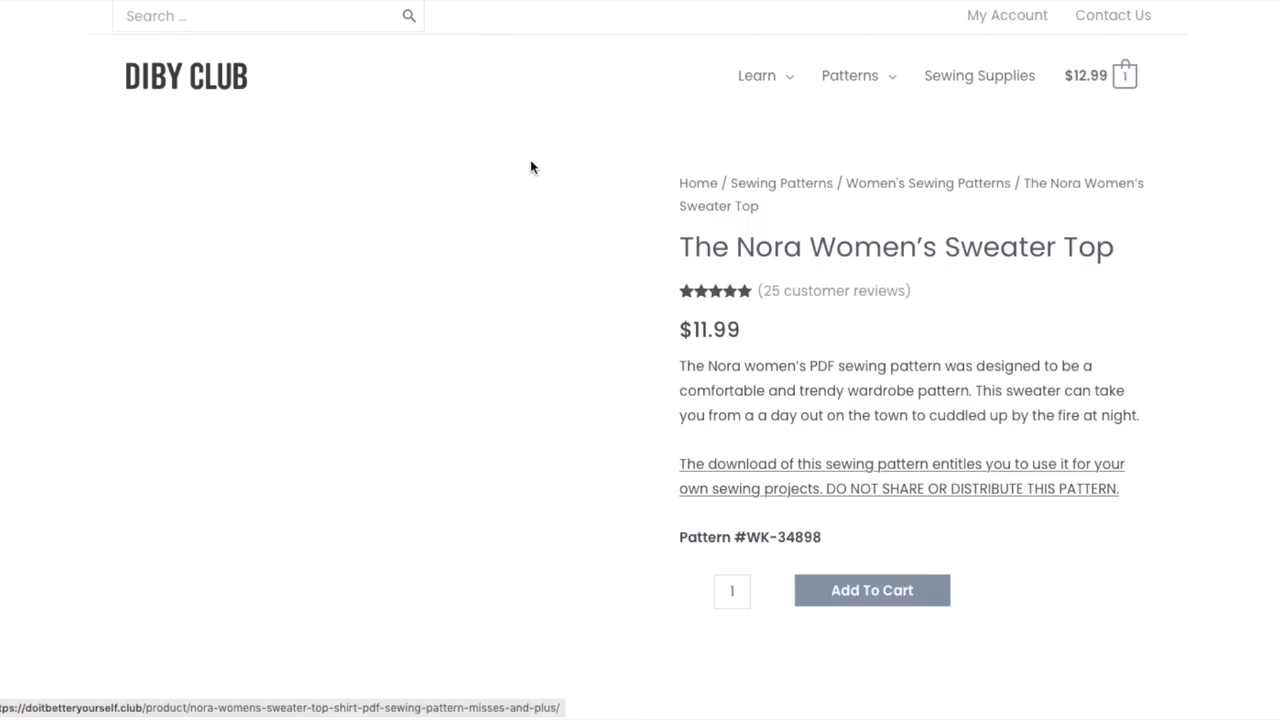 Search ...
My Account Contact Us
DIBY CLUB
Learn Patterns Sewing Supplies $12.99 1
Home / Sewing Patterns / Women's Sewing Patterns / The Nora Women’s
Sweater Top
The Nora Women’s Sweater Top
(25 customer reviews)
$11.99
The Nora women’s PDF sewing pattern was designed to be a
comfortable and trendy wardrobe pattern. This sweater can take
you from a a day out on the town to cuddled up by the fire at night.
The download of this sewing pattern entitles you to use it for your
own sewing projects. DO NOT SHARE OR DISTRIBUTE THIS PATTERN.
Pattern #WK-34898
1 Add To Cart
tps://doitbetteryourself.club/product/nora-womens-sweater-top-shirt-pdf-sewing-pattern-misses-and-plus/